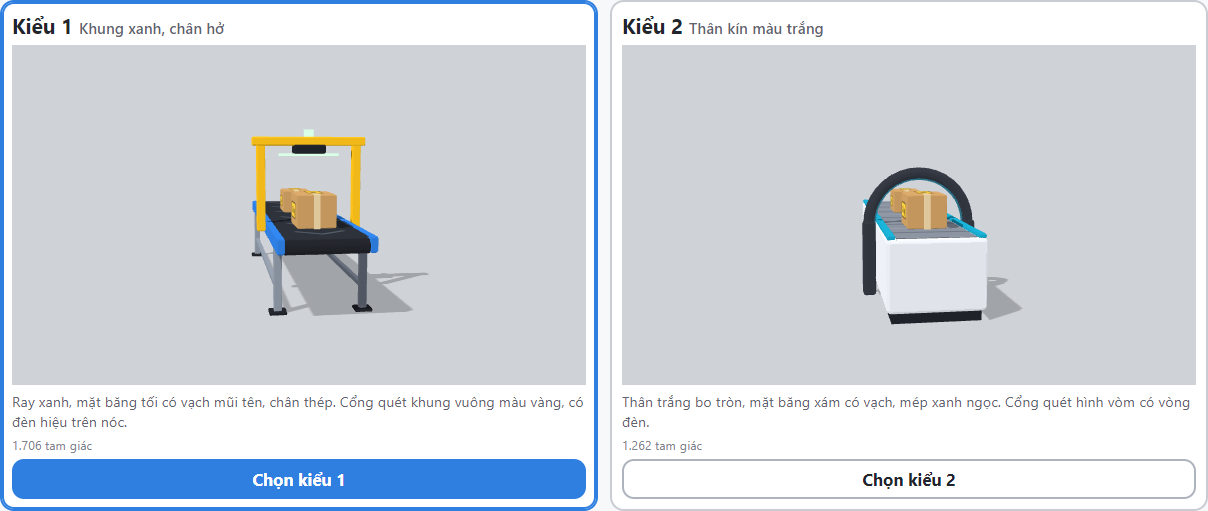 Kiểu 1 Khung xanh, chân hở
Ray xanh, mặt băng tối có vạch mũi tên, chân thép. Cổng quét khung vuông màu vàng, có
đèn hiệu trên nóc.
1.706 tam giác
Chọn kiểu 1
Kiểu 2 Thân kín màu trắng
Thân trắng bo tròn, mặt băng xám có vạch, mép xanh ngọc. Cổng quét hình vòm có vòng
đèn.
1.262 tam giác
Chọn kiểu 2